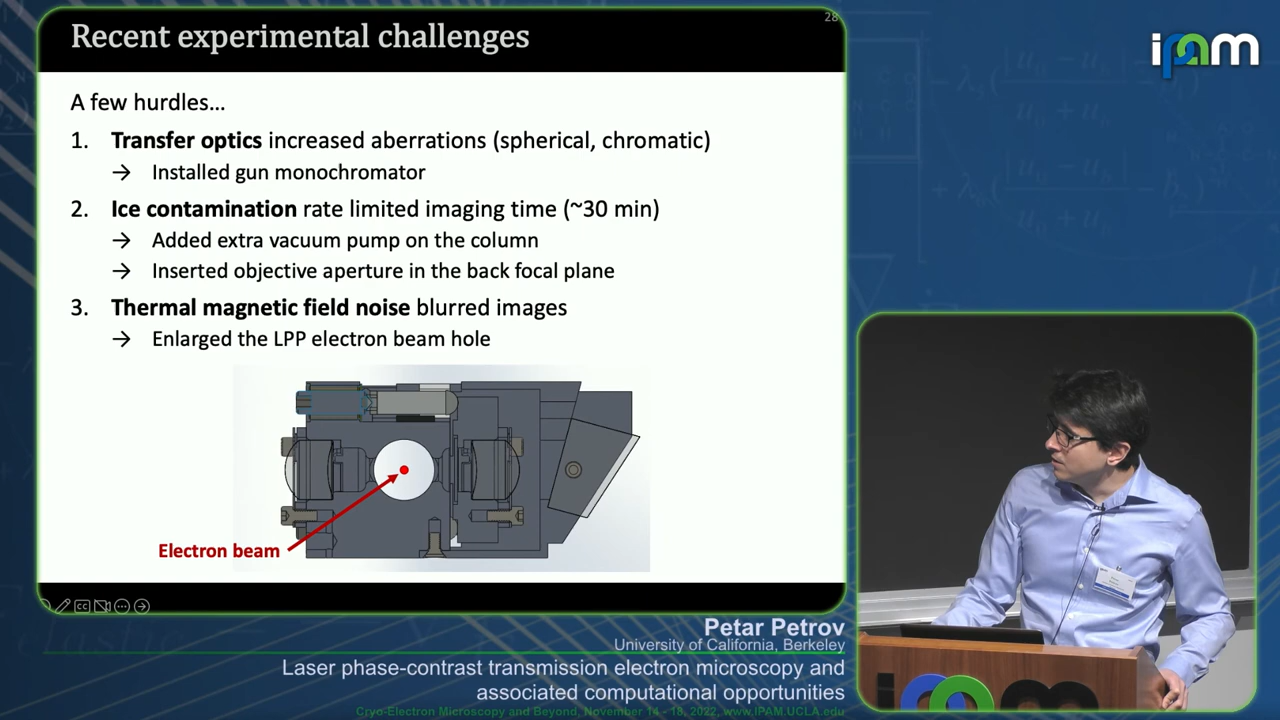 28
Recent experimental challenges
ipam
A few hurdles…
1. Transfer optics increased aberrations (spherical, chromatic)
→ Installed gun monochromator
2. Ice contamination rate limited imaging time (~30 min)
→ Added extra vacuum pump on the column
→ Inserted objective aperture in the back focal plane
3. Thermal magnetic field noise blurred images
→ Enlarged the LPP electron beam hole
Electron beam
Petar Petrov
University of California, Berkeley
Laser phase-contrast transmission electron microscopy and
associated computational opportunities
Cryo-Electron Microscopy and Beyond, November 14 - 18, 2022, www.IPAM.UCLA.edu